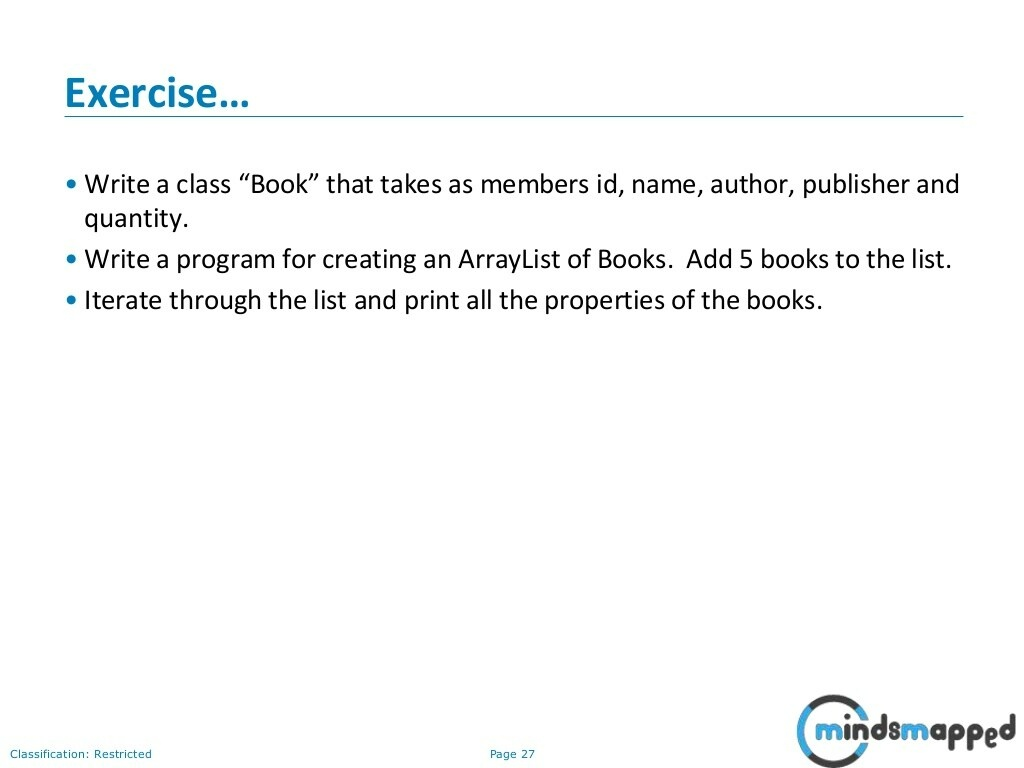 Exercise…
• Write a class “Book” that takes as members id, name, author, publisher and
quantity.
• Write a program for creating an ArrayList of Books.  Add 5 books to the list.
• Iterate through the list and print all the properties of the books.
mindsmapped
Classification: Restricted
Page 27